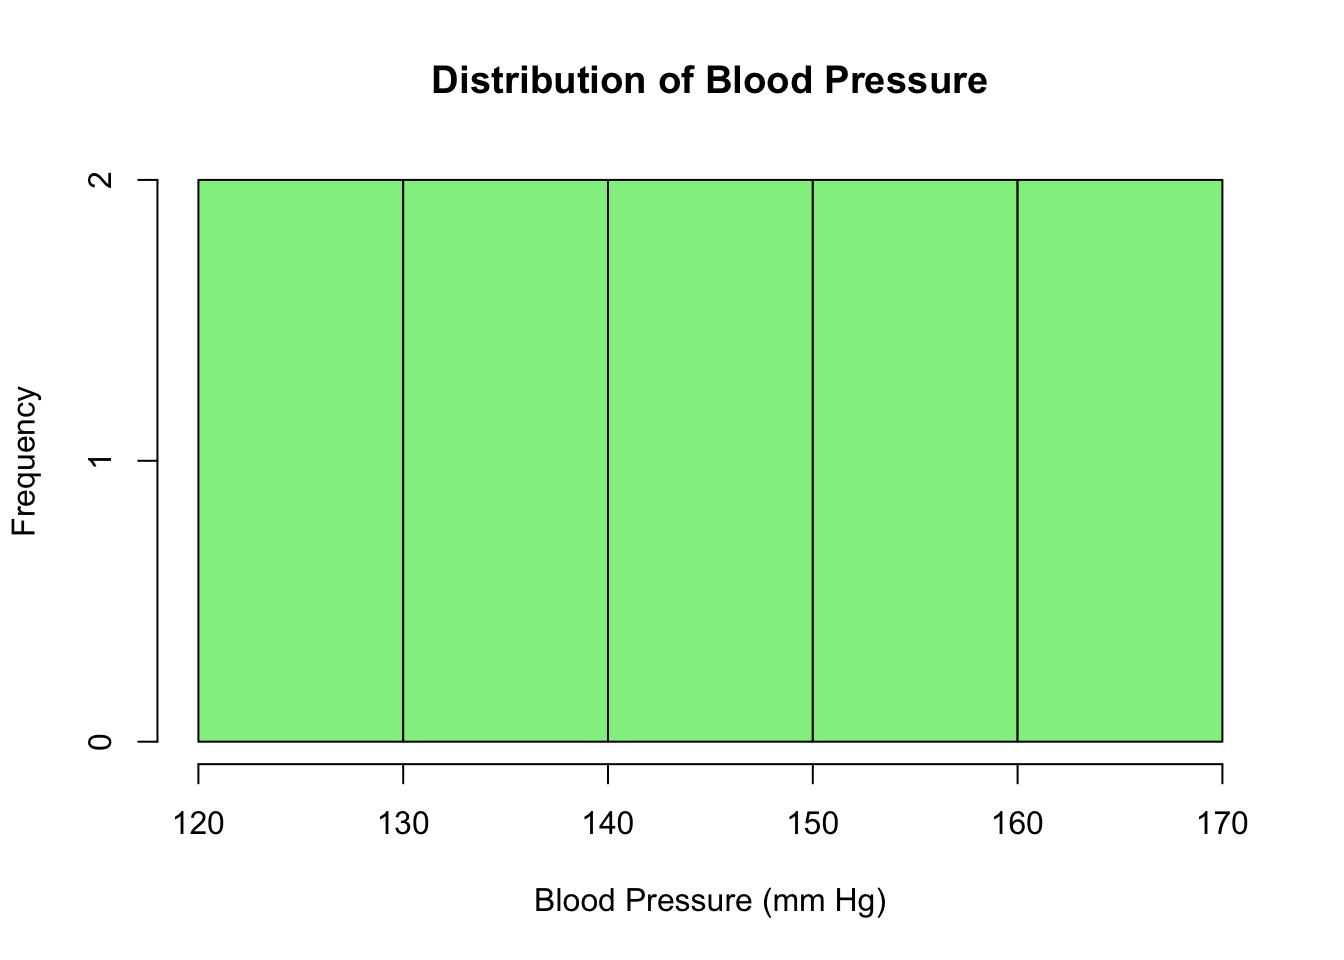 Distribution of Blood Pressure
2
1
0
Frequency
120 130 140 150 160 170
Blood Pressure (mm Hg)